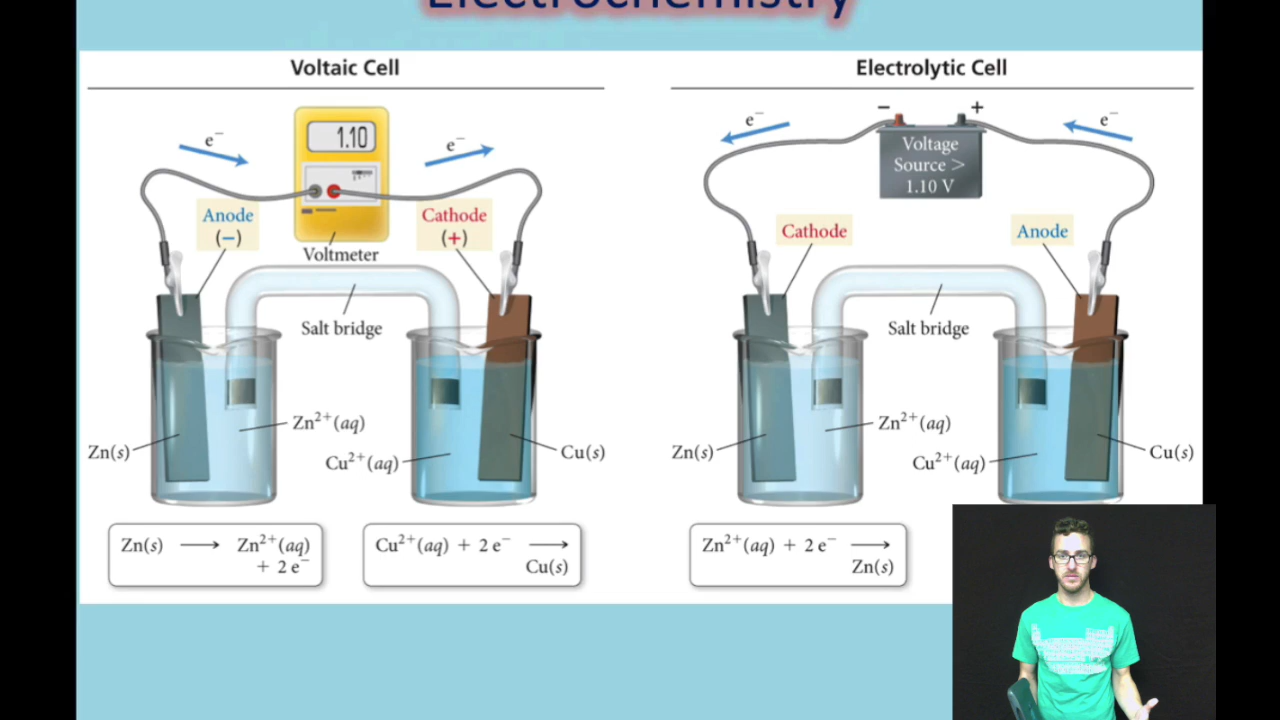 Electrochemistry
Voltaic Cell
e⁻
1.10
e⁻
Anode
(−)
Cathode
(+)
Voltmeter
Salt bridge
Zn²⁺(aq)
Zn(s)
Cu²⁺(aq)
Cu(s)
Zn(s) ⟶ Zn²⁺(aq)
+ 2 e⁻
Cu²⁺(aq) + 2 e⁻ ⟶
Cu(s)
Electrolytic Cell
− +
e⁻
e⁻
Voltage
Source >
1.10 V
Cathode
Anode
Salt bridge
Zn²⁺(aq)
Zn(s)
Cu²⁺(aq)
Cu(s)
Zn²⁺(aq) + 2 e⁻ ⟶
Zn(s)